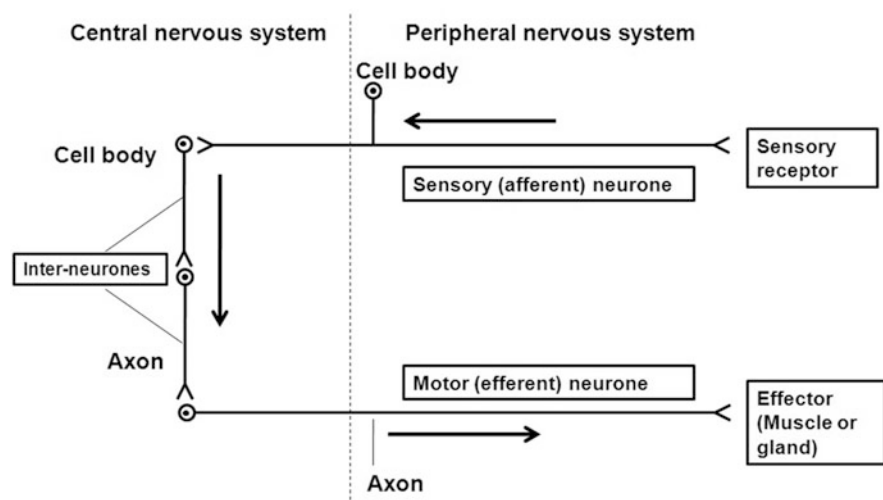 Central nervous system
Peripheral nervous system
Cell body
Cell body
Sensory
receptor
Sensory (afferent) neurone
Inter-neurones
Axon
Motor (efferent) neurone
Effector
(Muscle or
gland)
Axon